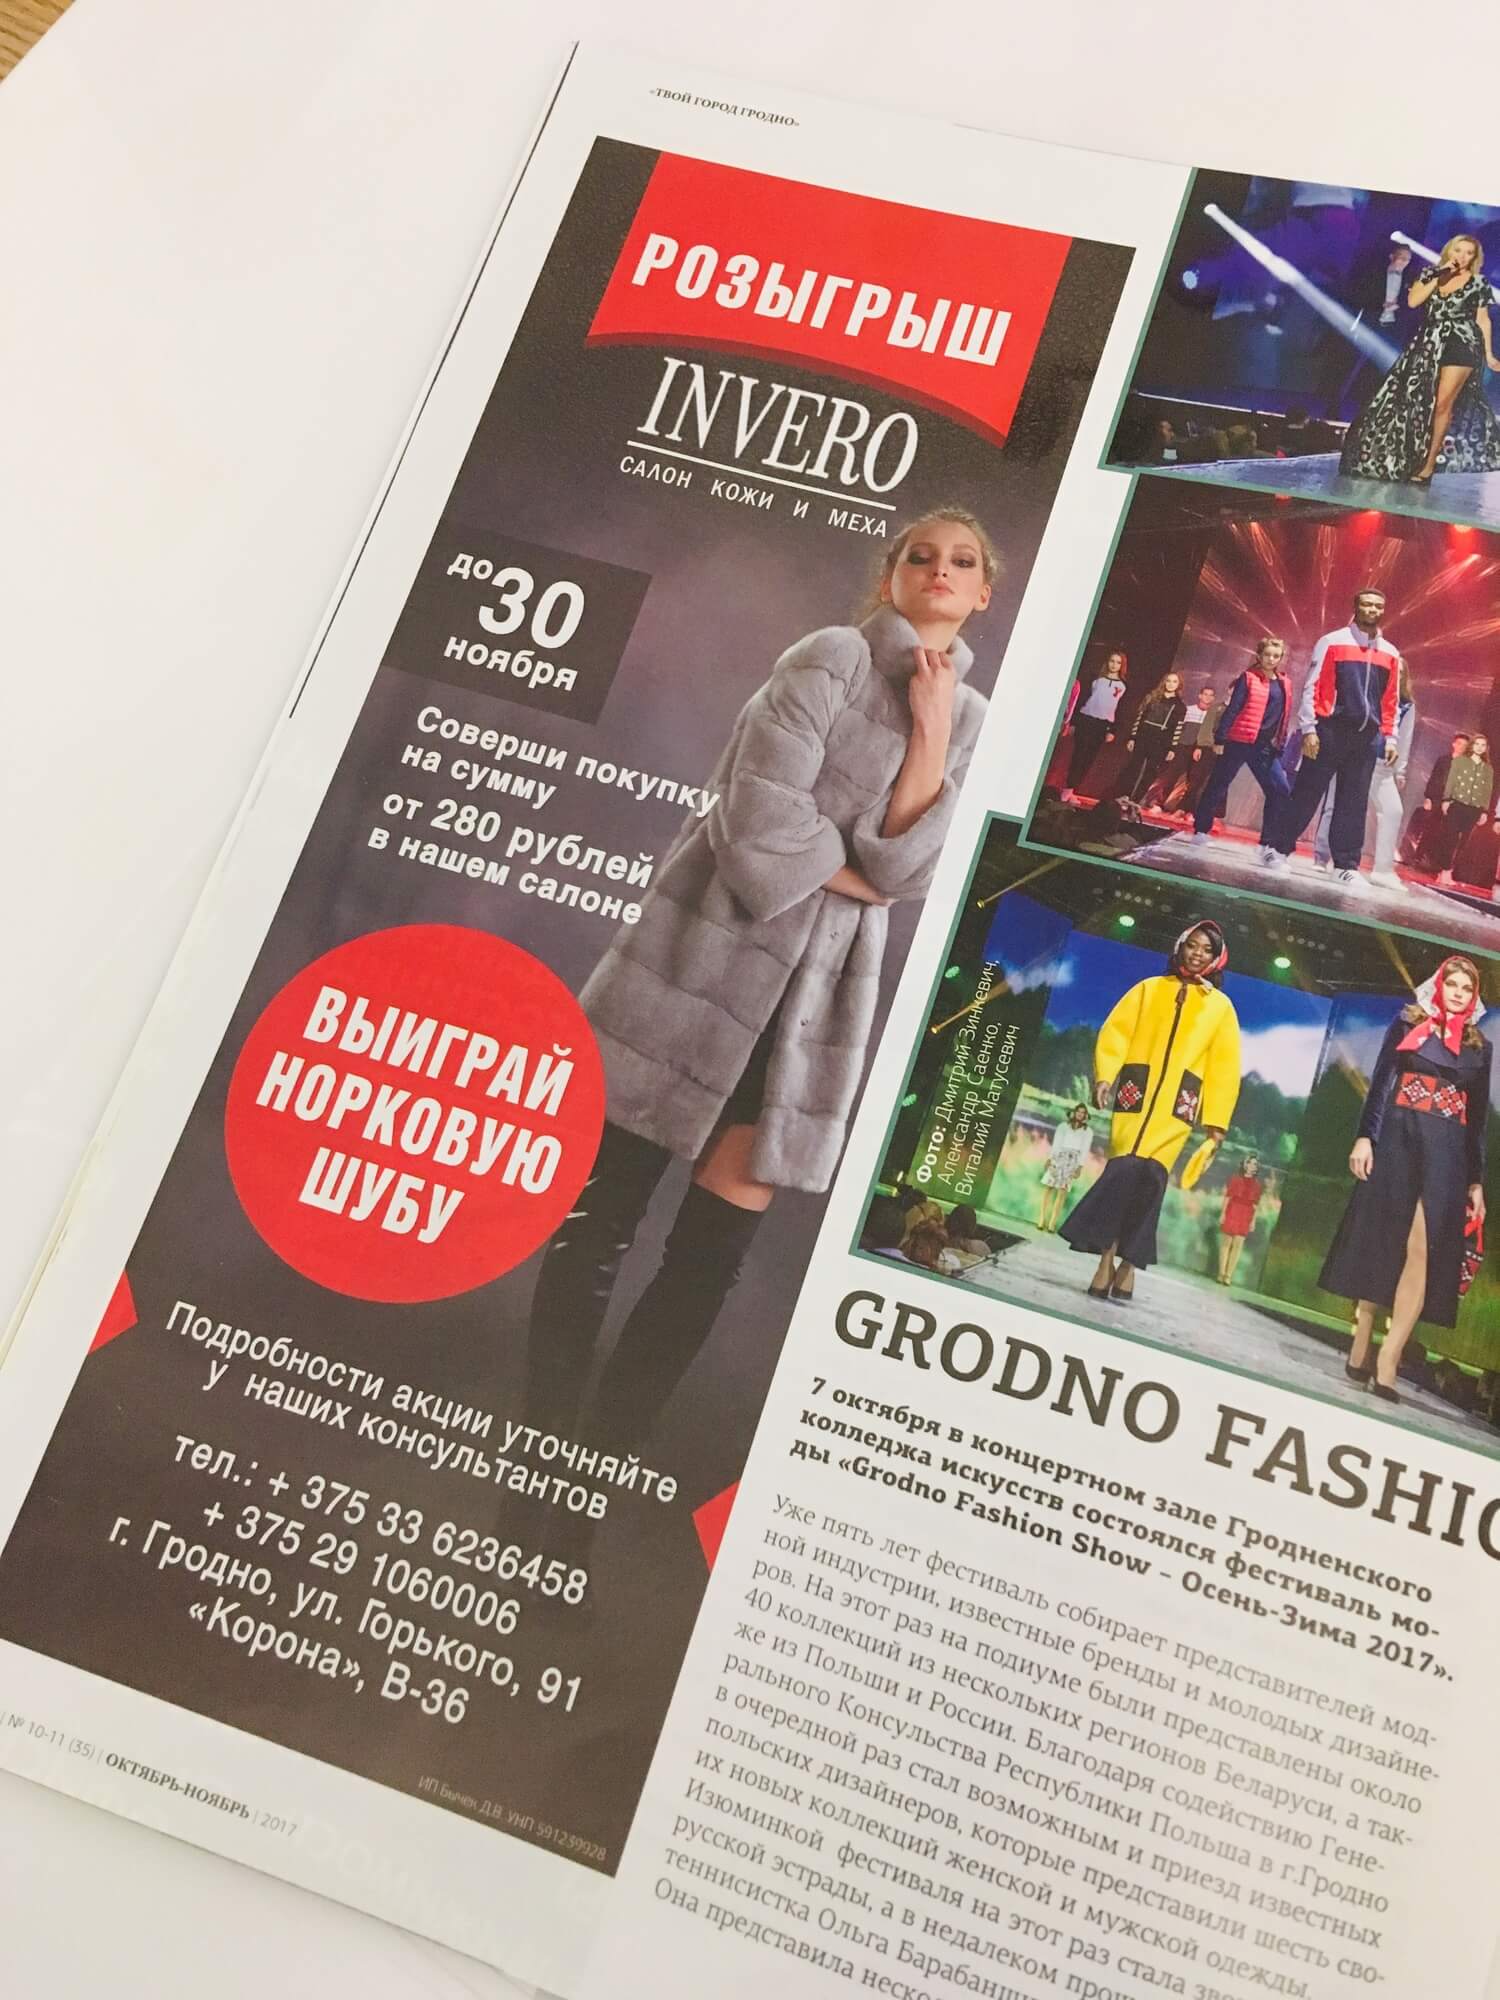 «ТВОЙ ГОРОД ГРОДНО»
РОЗЫГРЫШ
INVERO
САЛОН КОЖИ И МЕХА
до 30
ноября
Соверши покупку
на сумму
от 280 рублей
в нашем салоне
ВЫИГРАЙ
НОРКОВУЮ
ШУБУ
Подробности акции уточняйте
у наших консультантов
тел.: + 375 33 6236458
+ 375 29 1060006
г. Гродно, ул. Горького, 91
«Корона», В-36
ИП Бычек Д.В. УНП 591239928
| № 10-11 (35) | ОКТЯБРЬ-НОЯБРЬ | 2017
Фото: Дмитрий Зинкевич,
Александр Саенко,
Виталий Матусевич
GRODNO FASHIO
7 октября в концертном зале Гродненского
колледжа искусств состоялся фестиваль мо-
ды «Grodno Fashion Show – Осень-Зима 2017».
Уже пять лет фестиваль собирает представителей мод-
ной индустрии, известные бренды и молодых дизайне-
ров. На этот раз на подиуме были представлены около
40 коллекций из нескольких регионов Беларуси, а так-
же из Польши и России. Благодаря содействию Гене-
рального Консульства Республики Польша в г.Гродно
в очередной раз стал возможным и приезд известных
польских дизайнеров, которые представили шесть сво-
их новых коллекций женской и мужской одежды.
Изюминкой фестиваля на этот раз стала
русской эстрады, а в недалеком
теннисистка Ольга
Она представила